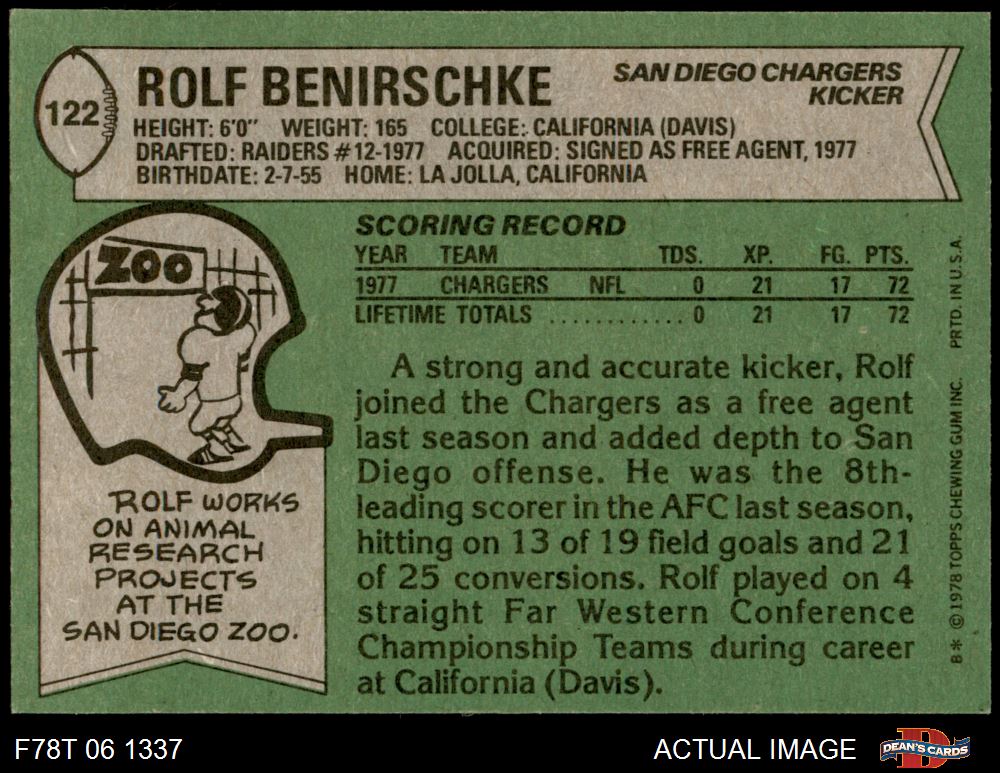 122
ROLF BENIRSCHKE
SAN DIEGO CHARGERS
KICKER
HEIGHT: 6'0" WEIGHT: 165 COLLEGE: CALIFORNIA (DAVIS)
DRAFTED: RAIDERS #12-1977 ACQUIRED: SIGNED AS FREE AGENT, 1977
BIRTHDATE: 2-7-55 HOME: LA JOLLA, CALIFORNIA
ZOO
ROLF WORKS
ON ANIMAL
RESEARCH
PROJECTS
AT THE
SAN DIEGO ZOO.
SCORING RECORD
YEAR TEAM TDS. XP. FG. PTS.
1977 CHARGERS NFL 0 21 17 72
LIFETIME TOTALS ............ 0 21 17 72
A strong and accurate kicker, Rolf
joined the Chargers as a free agent
last season and added depth to San
Diego offense. He was the 8th-
leading scorer in the AFC last season,
hitting on 13 of 19 field goals and 21
of 25 conversions. Rolf played on 4
straight Far Western Conference
Championship Teams during career
at California (Davis).
B* © 1978 TOPPS CHEWING GUM INC. PRTD. IN U.S.A.
F78T 06 1337
ACTUAL IMAGE
D
DEAN'S CARDS